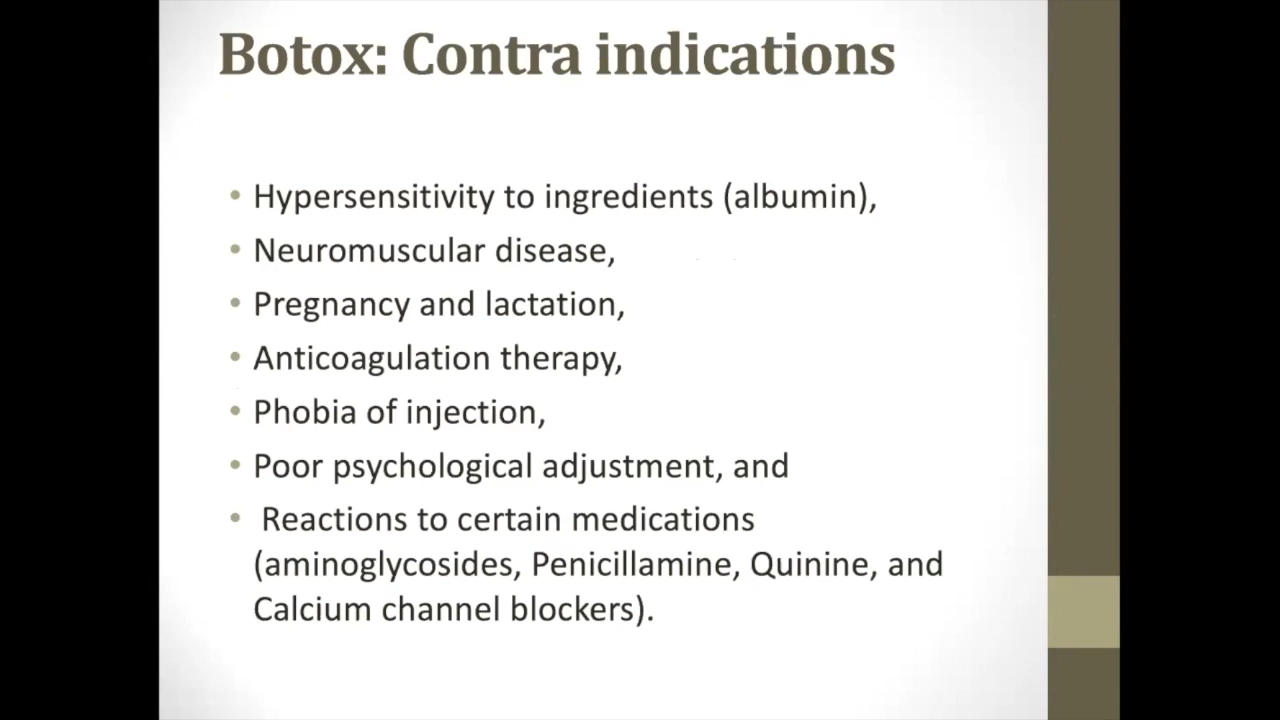 Botox: Contra indications
• Hypersensitivity to ingredients (albumin),
• Neuromuscular disease,
• Pregnancy and lactation,
• Anticoagulation therapy,
• Phobia of injection,
• Poor psychological adjustment, and
• Reactions to certain medications
(aminoglycosides, Penicillamine, Quinine, and
Calcium channel blockers).